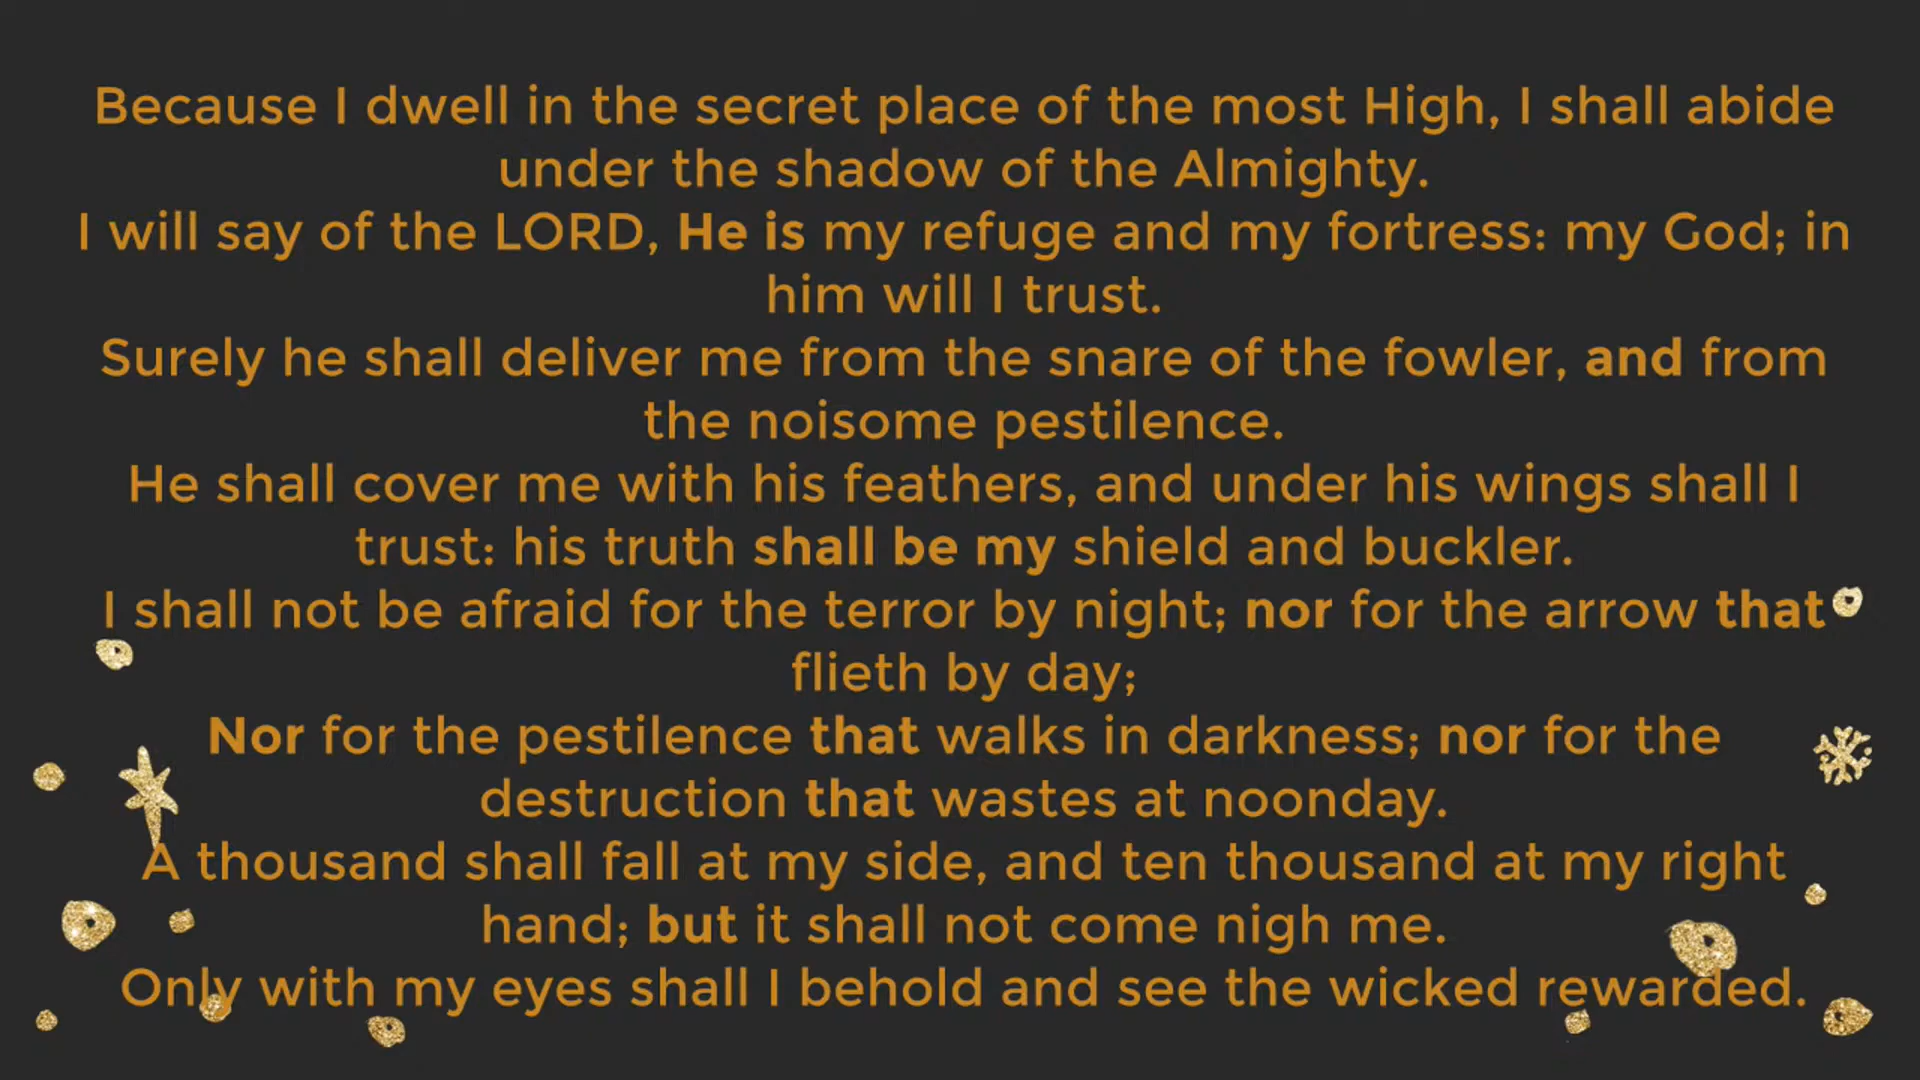 Because I dwell in the secret place of the most High, I shall abide
under the shadow of the Almighty.
I will say of the LORD, He is my refuge and my fortress: my God; in
him will I trust.
Surely he shall deliver me from the snare of the fowler, and from
the noisome pestilence.
He shall cover me with his feathers, and under his wings shall I
trust: his truth shall be my shield and buckler.
I shall not be afraid for the terror by night; nor for the arrow that
flieth by day;
Nor for the pestilence that walks in darkness; nor for the
destruction that wastes at noonday.
A thousand shall fall at my side, and ten thousand at my right
hand; but it shall not come nigh me.
Only with my eyes shall I behold and see the wicked rewarded.